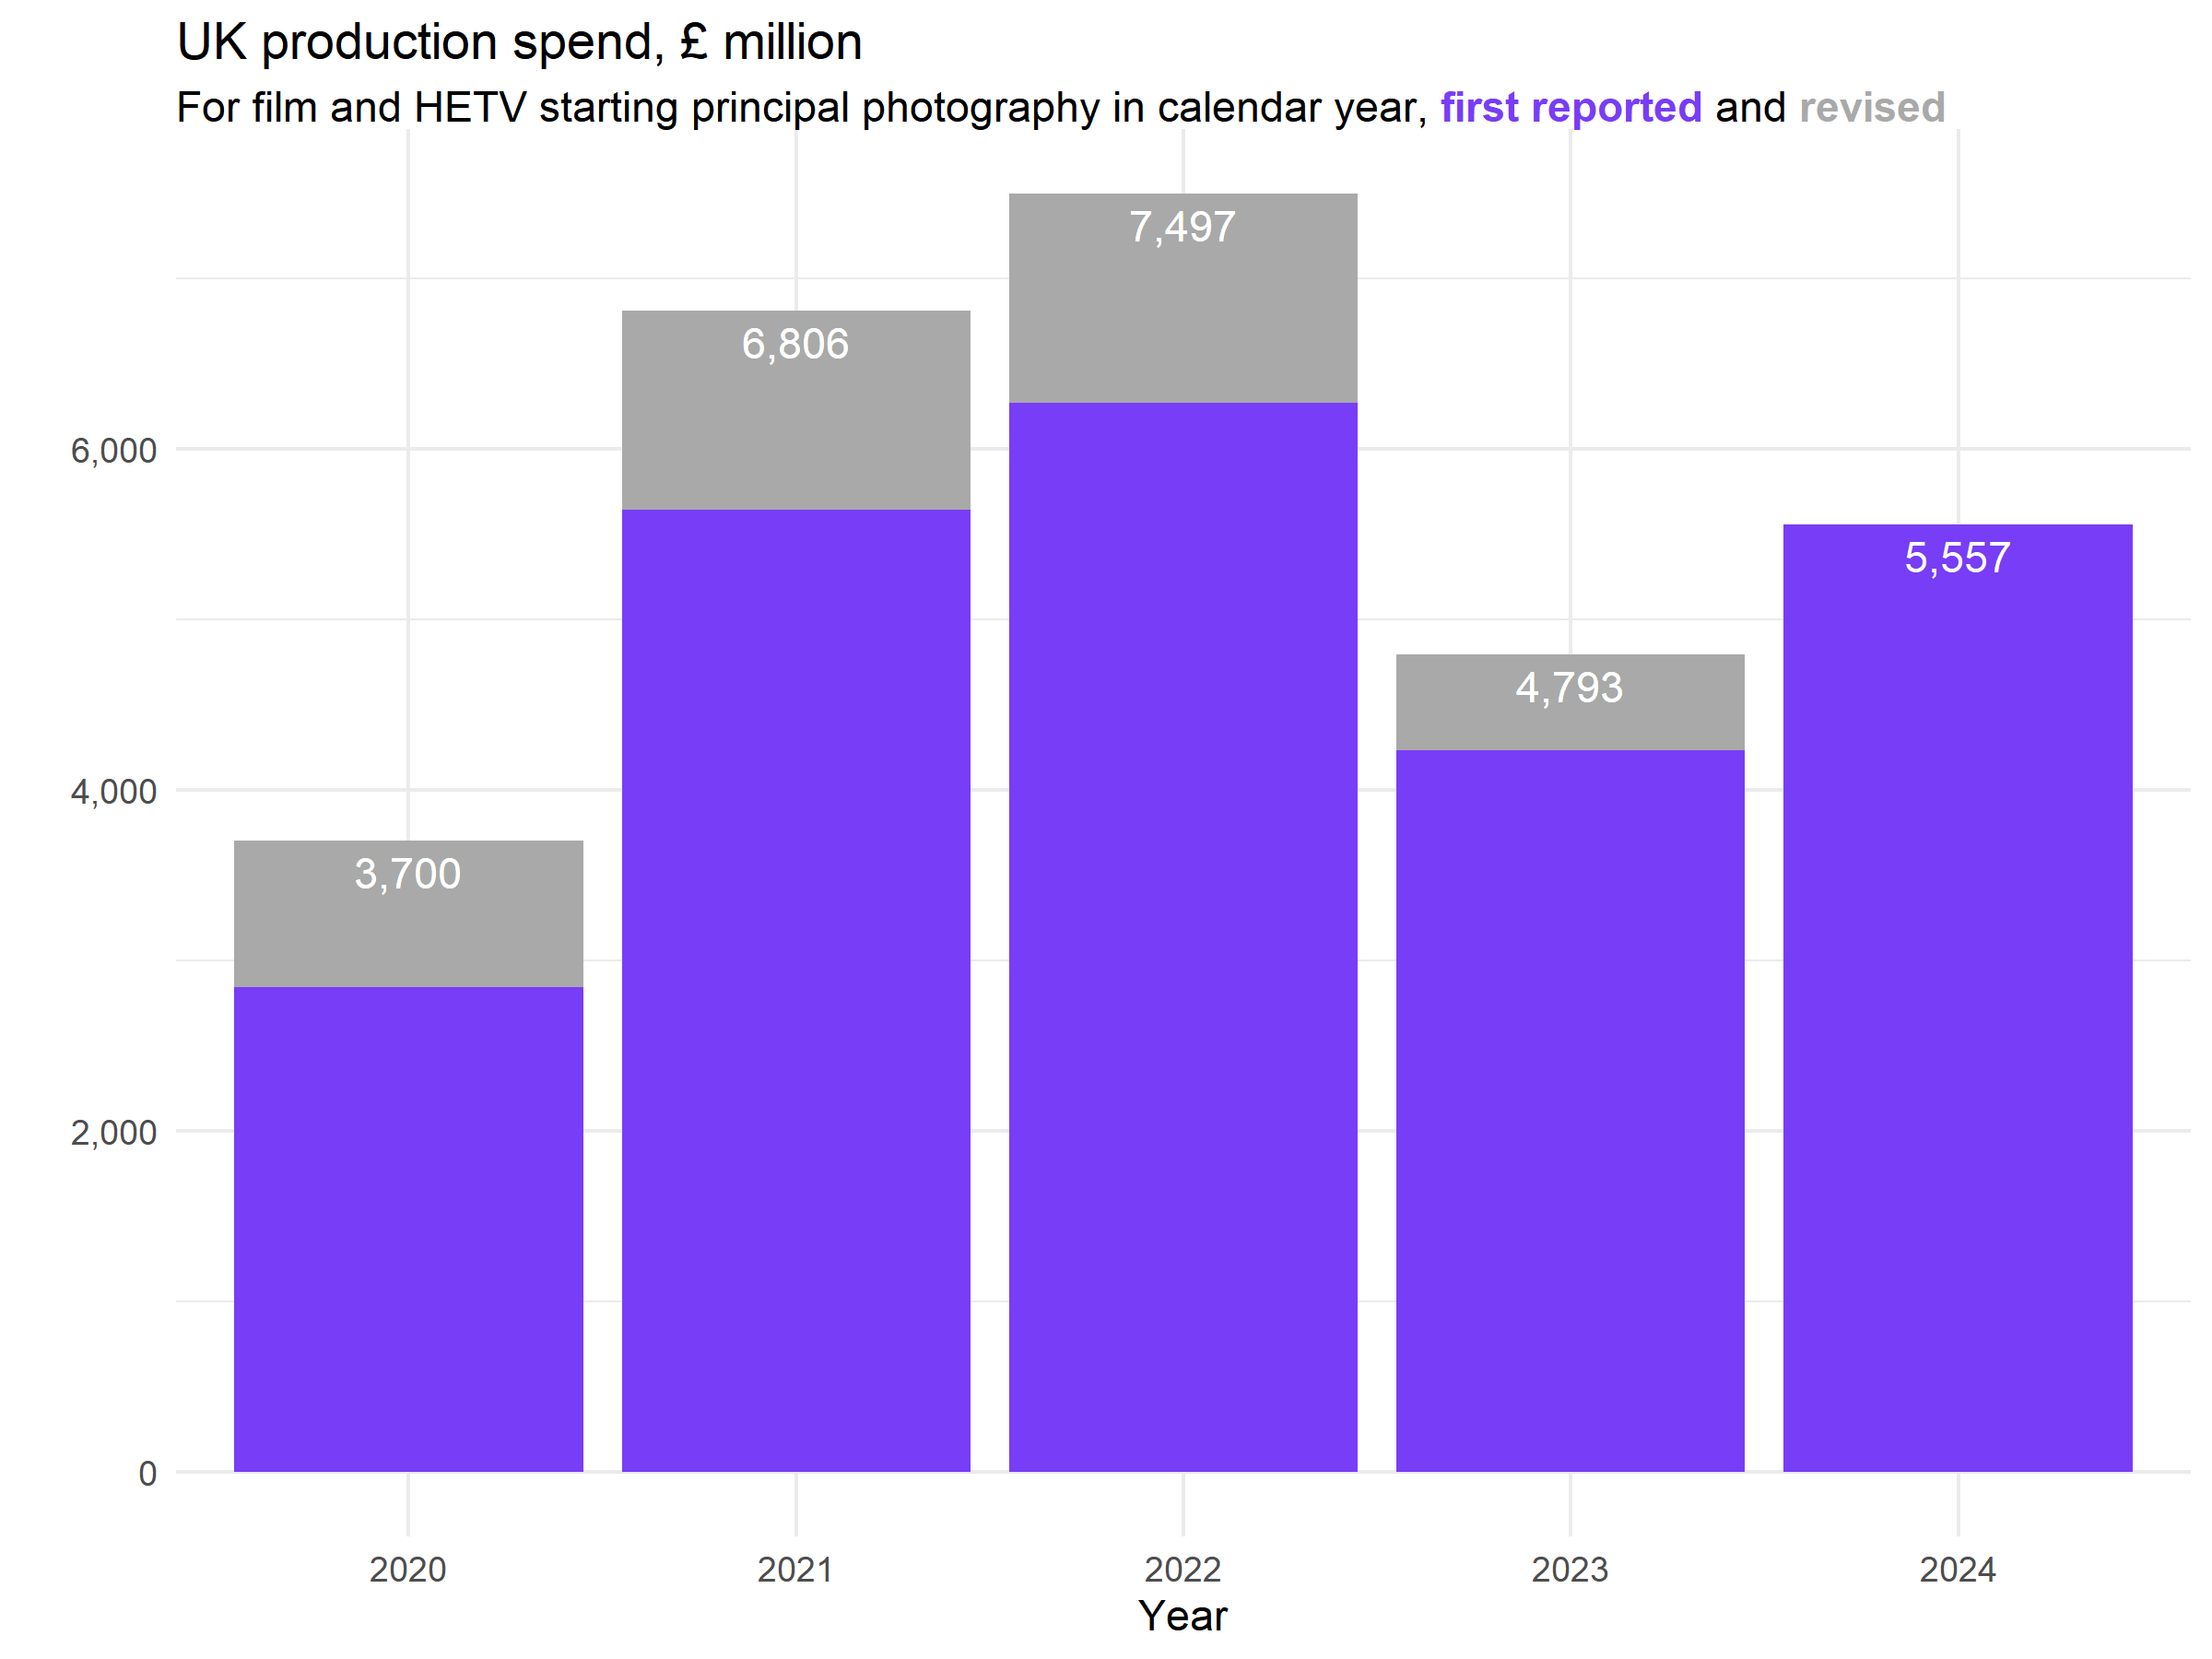 UK production spend, £ million
For film and HETV starting principal photography in calendar year, first reported and revised
7,497
6,806
6,000
5,557
4,793
4,000
3,700
2,000
0
2020 2021 2022 2023 2024
Year